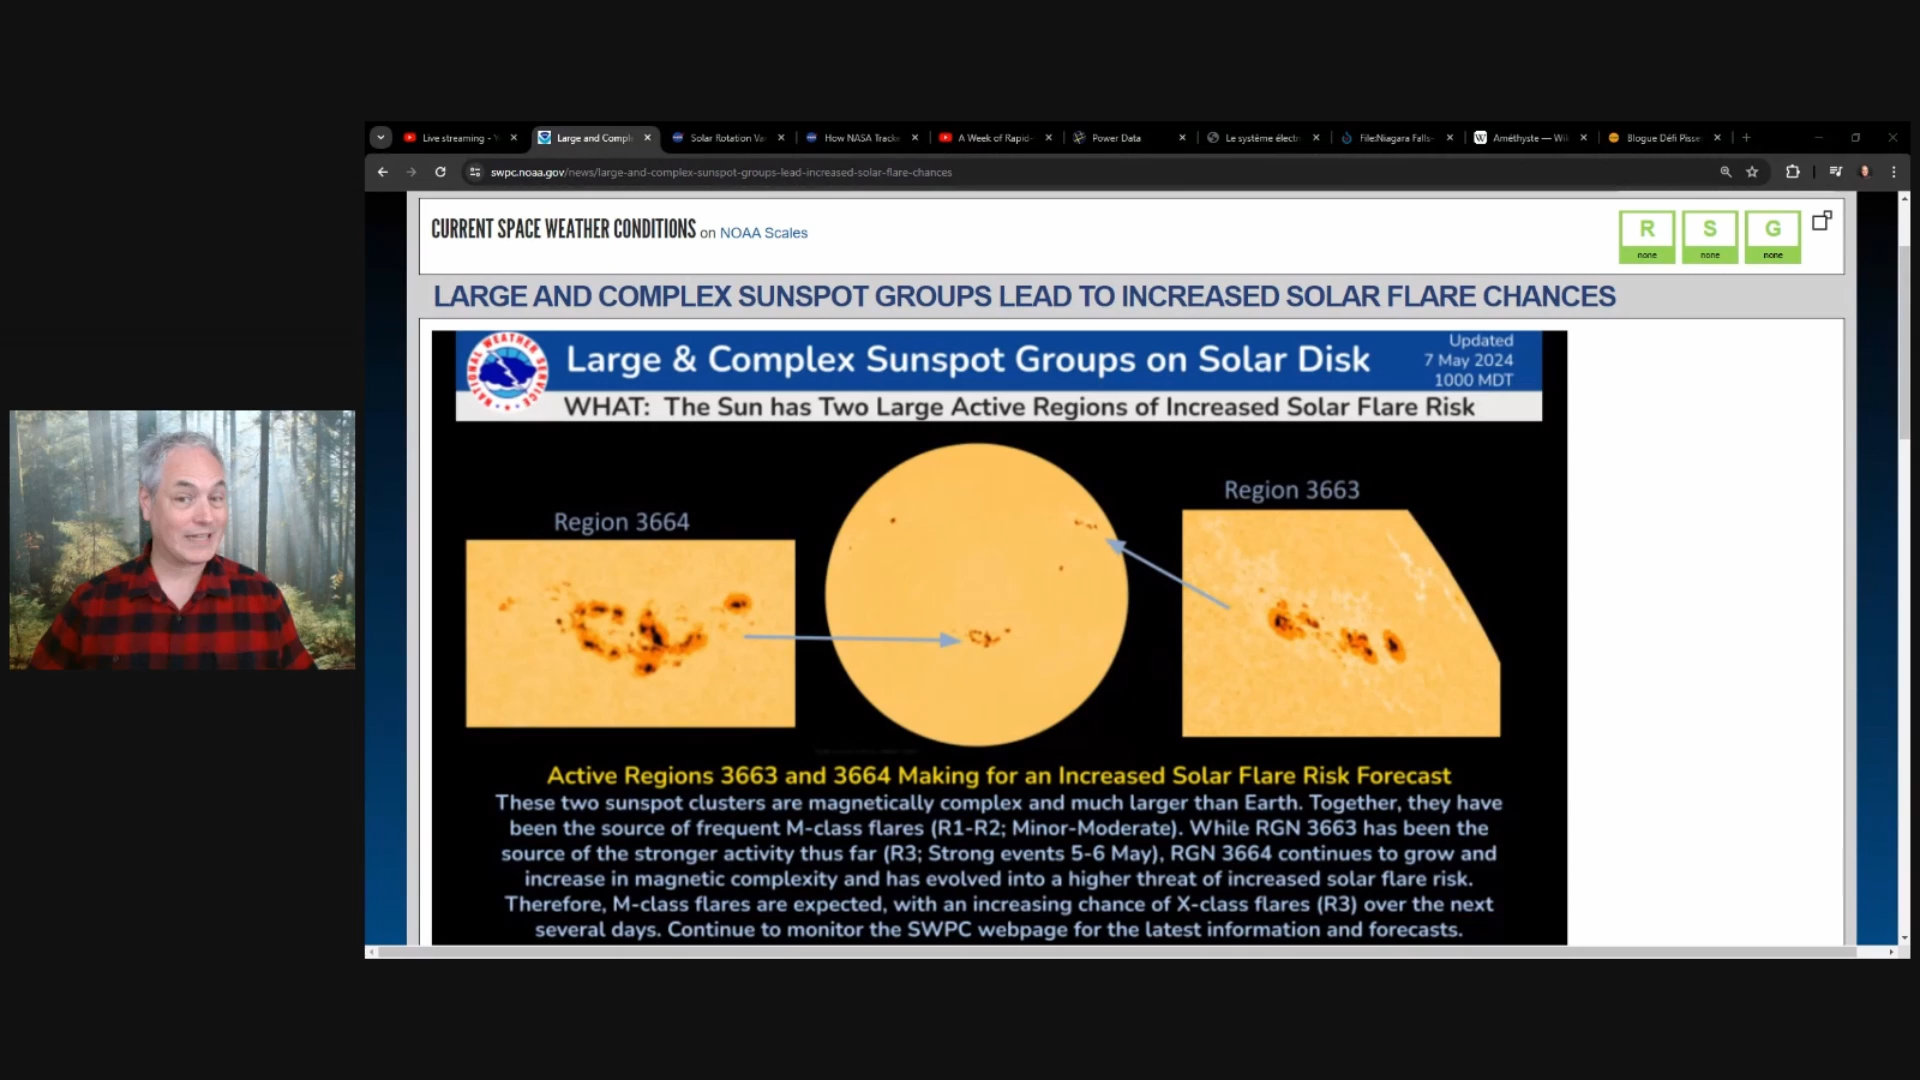 Live streaming - Y
Large and Compl
Solar Rotation Va
How NASA Tracks
A Week of Rapid-
Power Data
Le système électr
File:Niagara Falls-
Améthyste — Wi
Blogue Défi Pisse
swpc.noaa.gov/news/large-and-complex-sunspot-groups-lead-increased-solar-flare-chances
CURRENT SPACE WEATHER CONDITIONS on NOAA Scales
R S G
none none none
LARGE AND COMPLEX SUNSPOT GROUPS LEAD TO INCREASED SOLAR FLARE CHANCES
NATIONAL WEATHER SERVICE
Large & Complex Sunspot Groups on Solar Disk
Updated
7 May 2024
1000 MDT
WHAT: The Sun has Two Large Active Regions of Increased Solar Flare Risk
Region 3664
Region 3663
Active Regions 3663 and 3664 Making for an Increased Solar Flare Risk Forecast
These two sunspot clusters are magnetically complex and much larger than Earth. Together, they have
been the source of frequent M-class flares (R1-R2; Minor-Moderate). While RGN 3663 has been the
source of the stronger activity thus far (R3; Strong events 5-6 May), RGN 3664 continues to grow and
increase in magnetic complexity and has evolved into a higher threat of increased solar flare risk.
Therefore, M-class flares are expected, with an increasing chance of X-class flares (R3) over the next
several days. Continue to monitor the SWPC webpage for the latest information and forecasts.